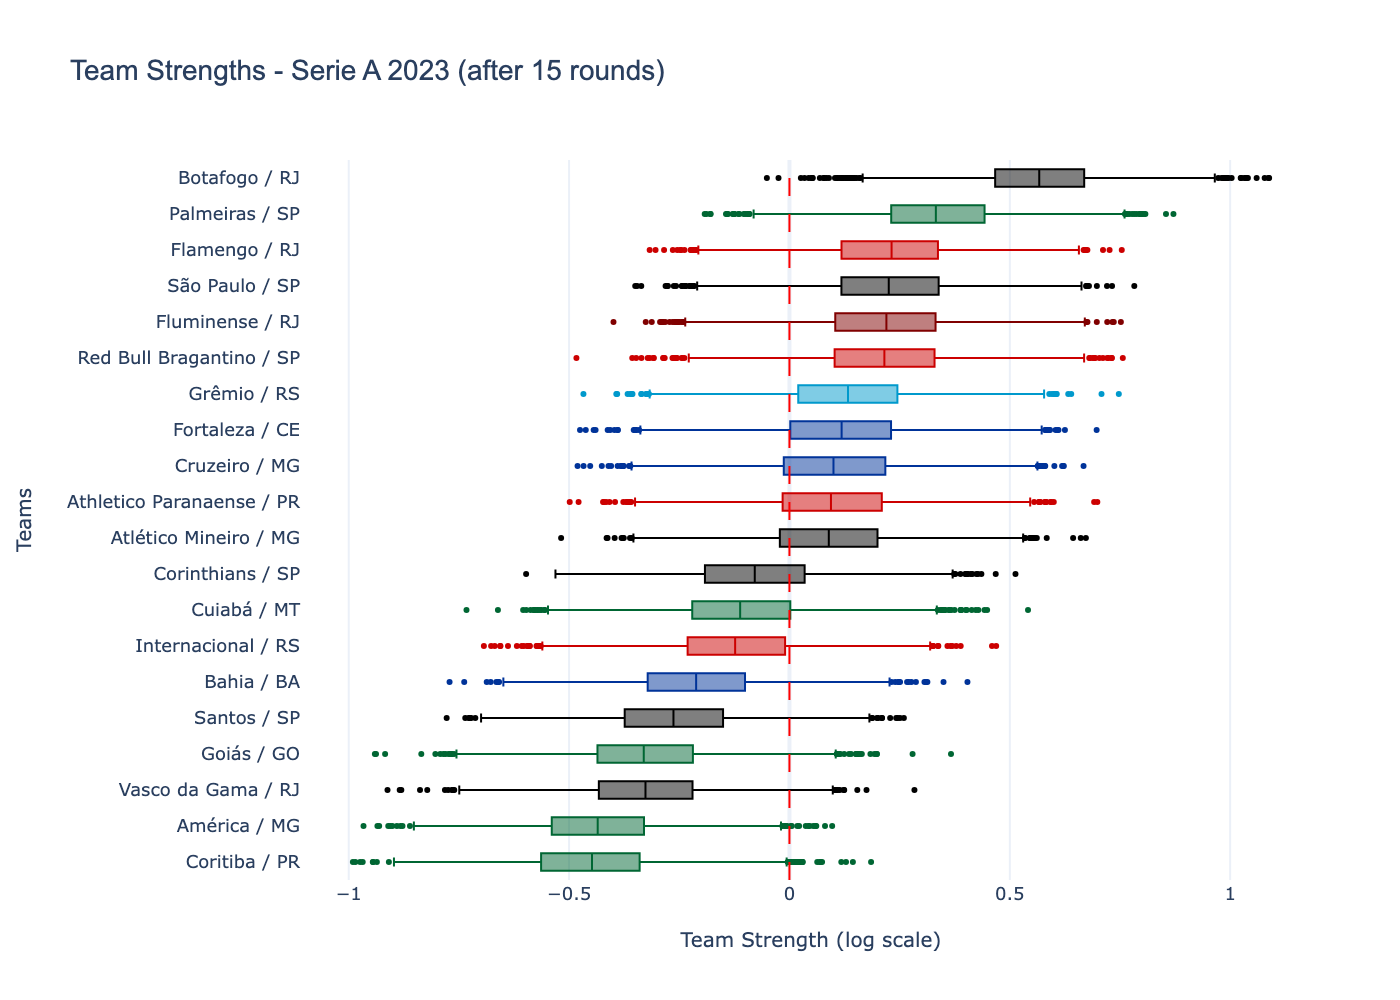 Team Strengths - Serie A 2023 (after 15 rounds)
Botafogo / RJ
Palmeiras / SP
Flamengo / RJ
São Paulo / SP
Fluminense / RJ
Red Bull Bragantino / SP
Grêmio / RS
Fortaleza / CE
Cruzeiro / MG
Athletico Paranaense / PR
Atlético Mineiro / MG
Corinthians / SP
Cuiabá / MT
Internacional / RS
Bahia / BA
Santos / SP
Goiás / GO
Vasco da Gama / RJ
América / MG
Coritiba / PR
Teams
−1 −0.5 0 0.5 1
Team Strength (log scale)